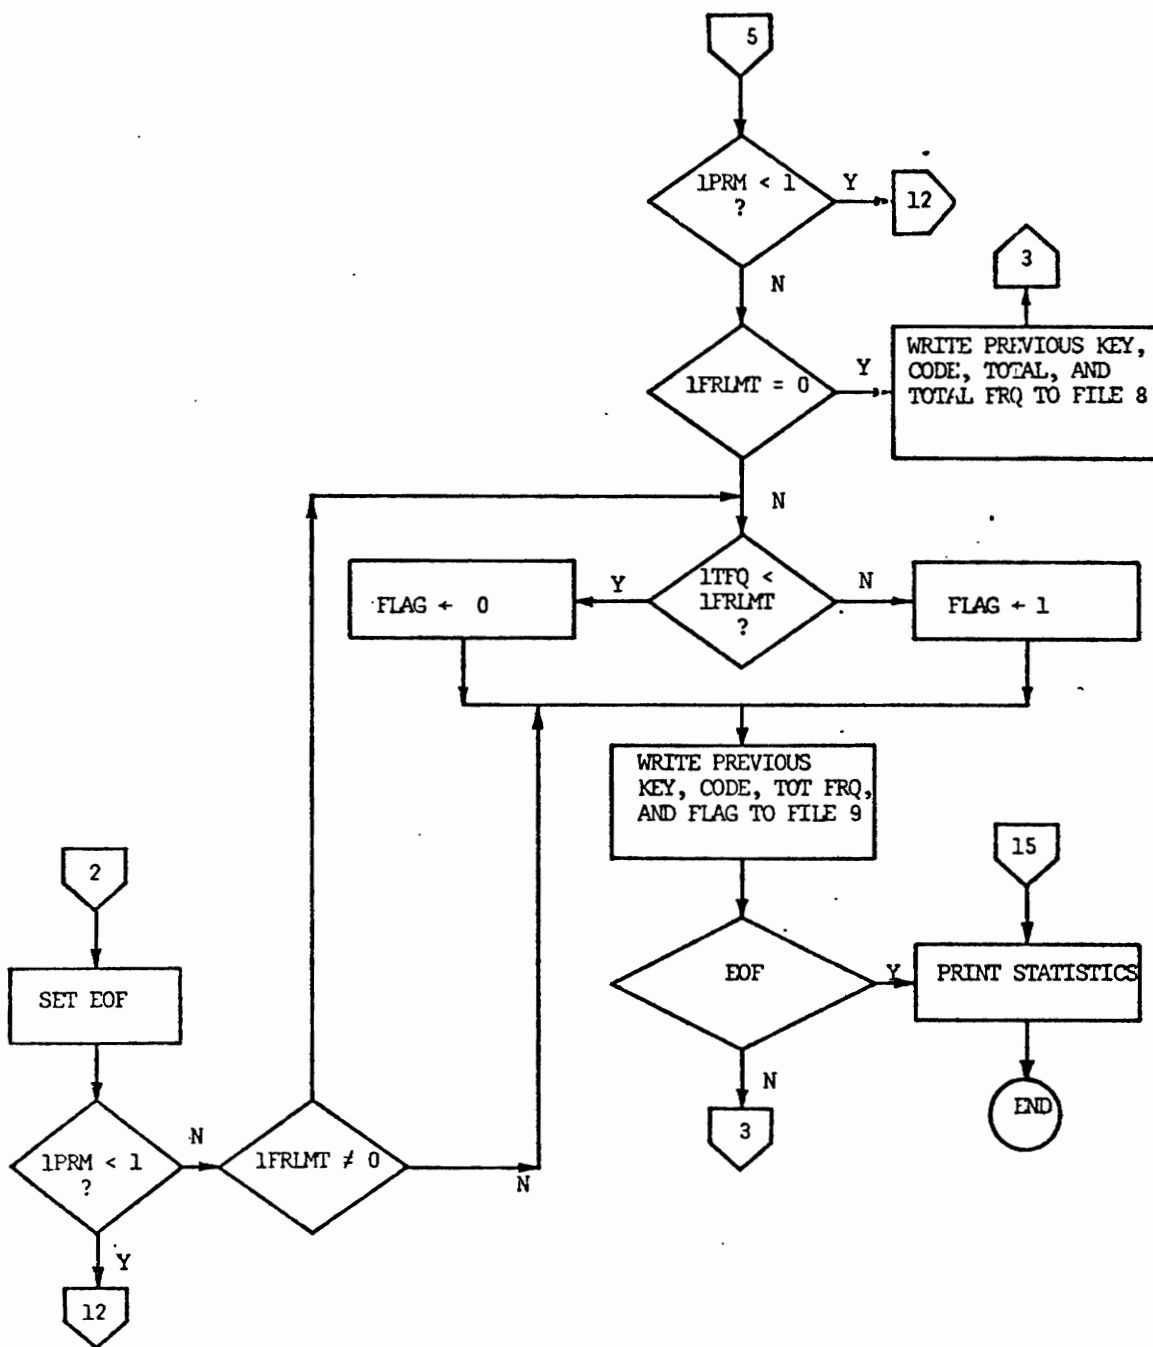 5
1PRM < 1
?
Y
12
N
3
1FRLMT = 0
Y
WRITE PREVIOUS KEY,
CODE, TOTAL, AND
TOTAL FRQ TO FILE 8
N
1TFQ <
1FRLMT
?
Y
N
FLAG ← 0
FLAG ← 1
WRITE PREVIOUS
KEY, CODE, TOT FRQ,
AND FLAG TO FILE 9
15
2
EOF
Y
PRINT STATISTICS
SET EOF
N
END
3
1PRM < 1
?
N
1FRLMT ≠ 0
N
Y
12